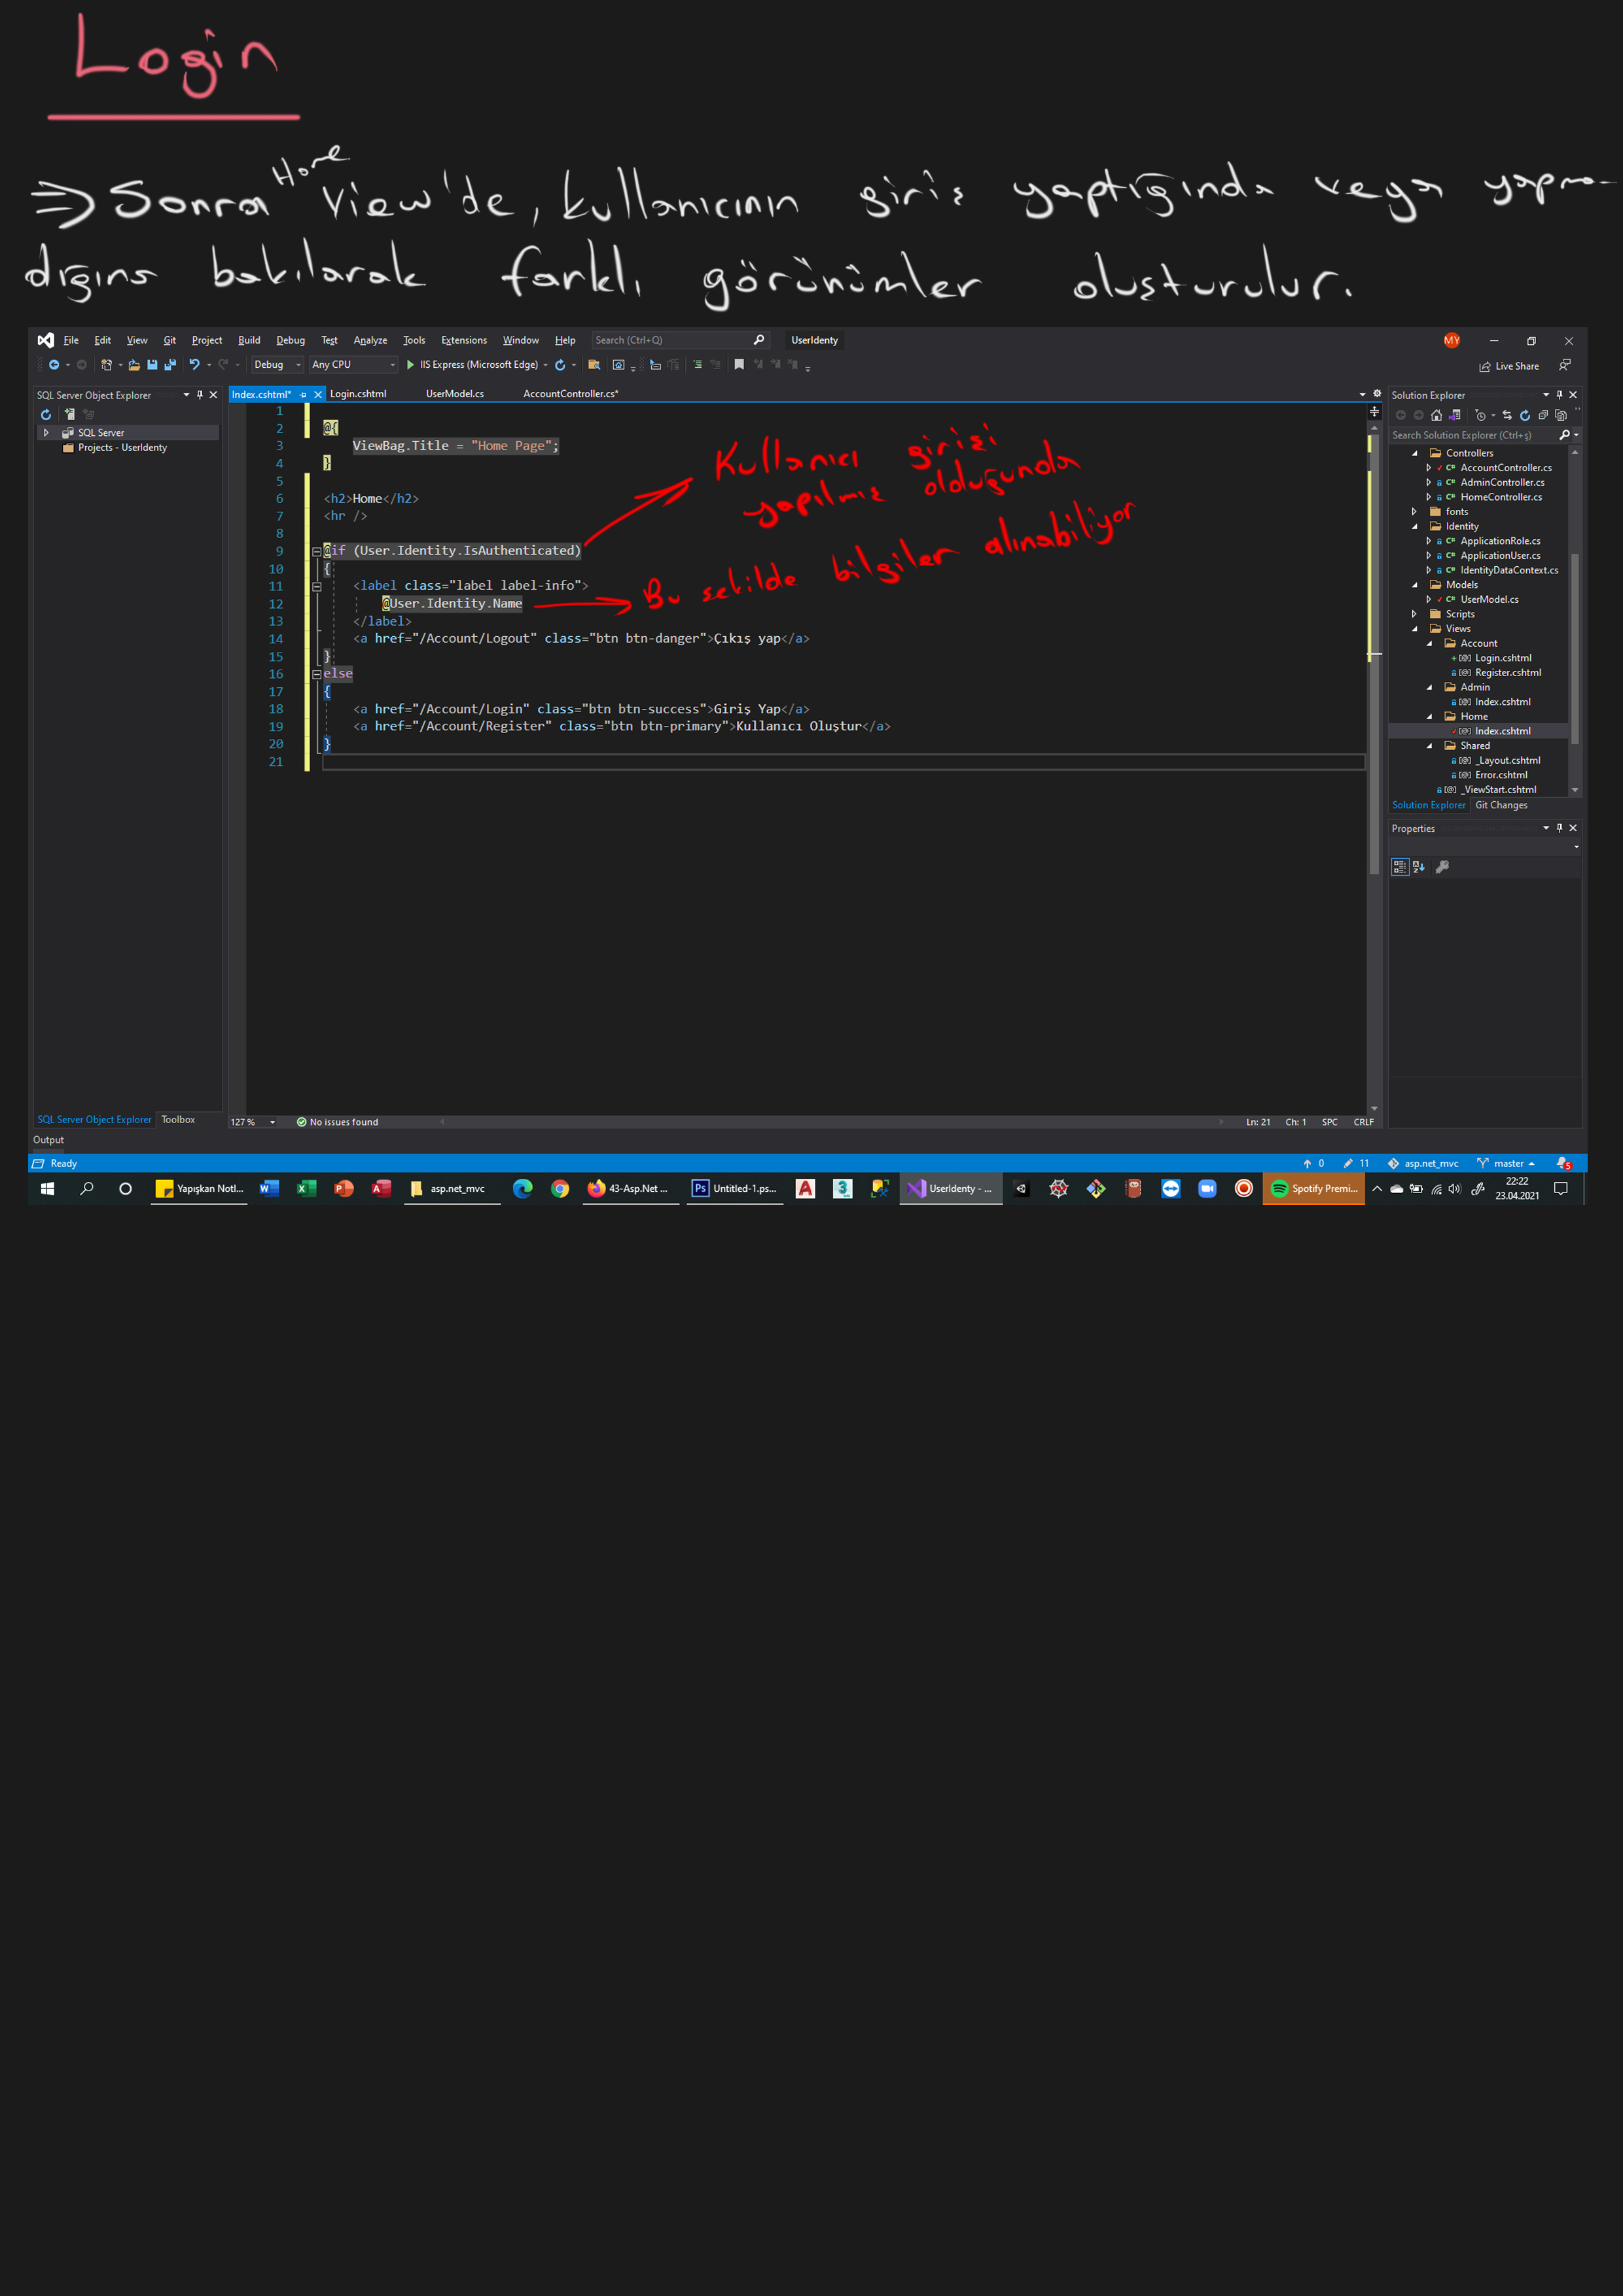 Login
⇒ Sonra Home View'de, kullanıcının giriş yaptığında veya yapma-
dığına bakılarak farklı görünümler oluşturulur.
File Edit View Git Project Build Debug Test Analyze Tools Extensions Window Help Search (Ctrl+Q) UserIdenty MY
Debug Any CPU IIS Express (Microsoft Edge) Live Share
SQL Server Object Explorer
SQL Server
Projects - UserIdenty
Index.cshtml* Login.cshtml UserModel.cs AccountController.cs*
1
2 @{
3 ViewBag.Title = "Home Page";
4 }
5
6 <h2>Home</h2>
7 <hr />
8
9 @if (User.Identity.IsAuthenticated)
10 {
11 <label class="label label-info">
12 @User.Identity.Name
13 </label>
14 <a href="/Account/Logout" class="btn btn-danger">Çıkış yap</a>
15 }
16 else
17 {
18 <a href="/Account/Login" class="btn btn-success">Giriş Yap</a>
19 <a href="/Account/Register" class="btn btn-primary">Kullanıcı Oluştur</a>
20 }
21
Kullanıcı girişi
yapılmış olduğunda
Bu sekilde bilgiler alınabiliyor
Solution Explorer
Search Solution Explorer (Ctrl+ş)
Controllers
AccountController.cs
AdminController.cs
HomeController.cs
fonts
Identity
ApplicationRole.cs
ApplicationUser.cs
IdentityDataContext.cs
Models
UserModel.cs
Scripts
Views
Account
Login.cshtml
Register.cshtml
Admin
Index.cshtml
Home
Index.cshtml
Shared
_Layout.cshtml
Error.cshtml
_ViewStart.cshtml
Solution Explorer Git Changes
Properties
SQL Server Object Explorer Toolbox
127 % No issues found Ln: 21 Ch: 1 SPC CRLF
Output
Ready 0 11 asp.net_mvc master 5
Yapışkan Notl... asp.net_mvc 43-Asp.Net ... Untitled-1.ps... UserIdenty - ... Spotify Premi... 22:22
23.04.2021